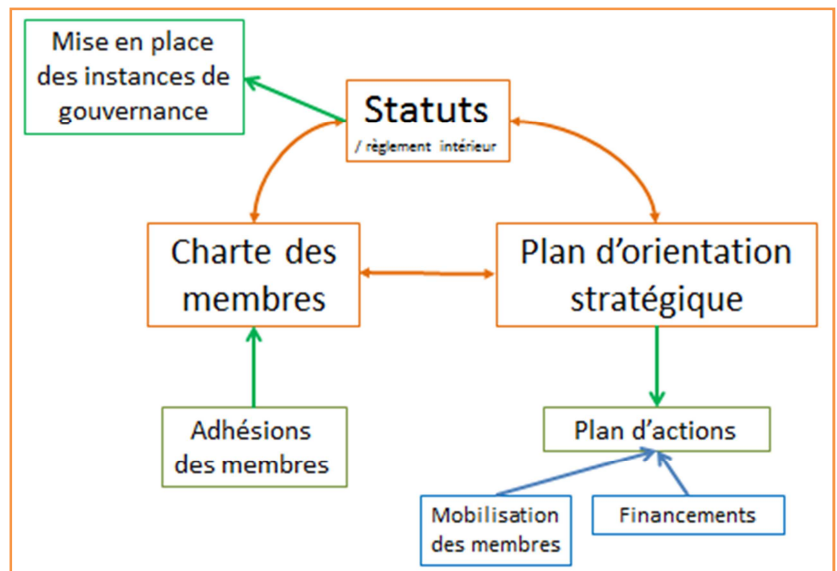 Mise en place
des instances de
gouvernance
Statuts
/ règlement intérieur
Charte des
membres
Plan d'orientation
stratégique
Adhésions
des membres
Plan d'actions
Mobilisation
des membres
Financements